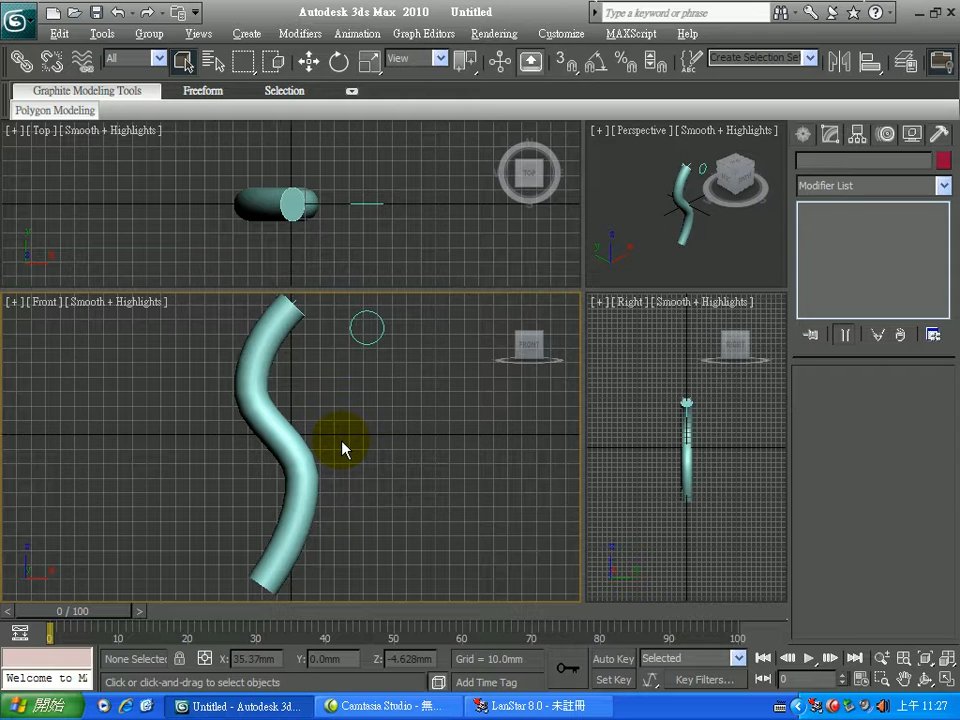 Autodesk 3ds Max 2010 Untitled
Type a keyword or phrase
Edit Tools Group Views Create Modifiers Animation Graph Editors Rendering Customize MAXScript Help
All View Create Selection Se
Graphite Modeling Tools Freeform Selection
Polygon Modeling
[ + ] [ Top ] [ Smooth + Highlights ]
[ + ] [ Perspective ] [ Smooth + Highlights ]
TOP
Modifier List
[ + ] [ Front ] [ Smooth + Highlights ]
[ + ] [ Right ] [ Smooth + Highlights ]
FRONT
RIGHT
0 / 100
0 10 20 30 40 50 60 70 80 90 100
None Selected X: 35.37mm Y: 0.0mm Z: -4.628mm Grid = 10.0mm Auto Key Selected
Welcome to M Click or click-and-drag to select objects Add Time Tag Set Key Key Filters... 0
開始 Untitled - Autodesk 3d... Camtasia Studio - 無... LanStar 8.0 - 未註冊 上午 11:27